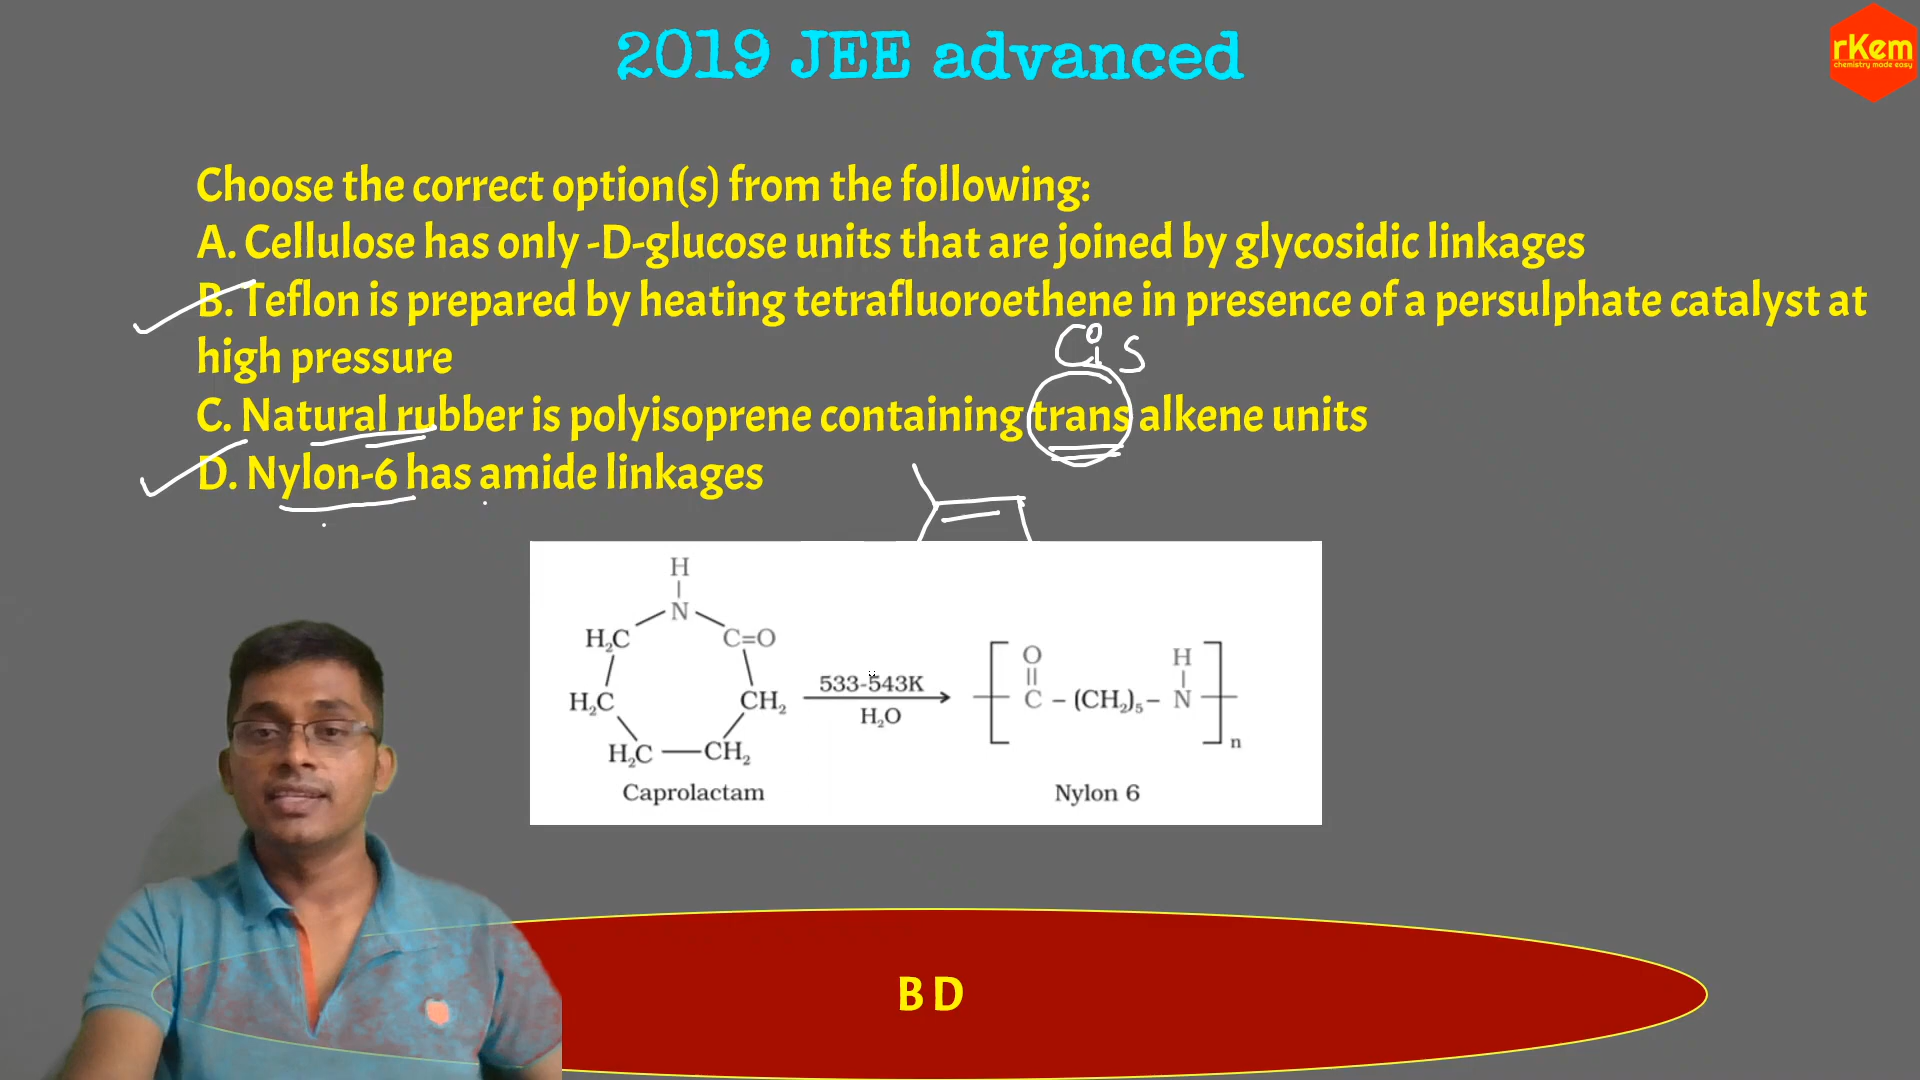 2019 JEE advanced
rKem
chemistry made easy
Choose the correct option(s) from the following:
A. Cellulose has only -D-glucose units that are joined by glycosidic linkages
B. Teflon is prepared by heating tetrafluoroethene in presence of a persulphate catalyst at
high pressure
Cis
C. Natural rubber is polyisoprene containing trans alkene units
D. Nylon-6 has amide linkages
H
N
H₂C C=O
O H
533-543K
H₂C CH₂ C – (CH₂)₅ – N
H₂O
n
H₂C — CH₂
Caprolactam Nylon 6
B D